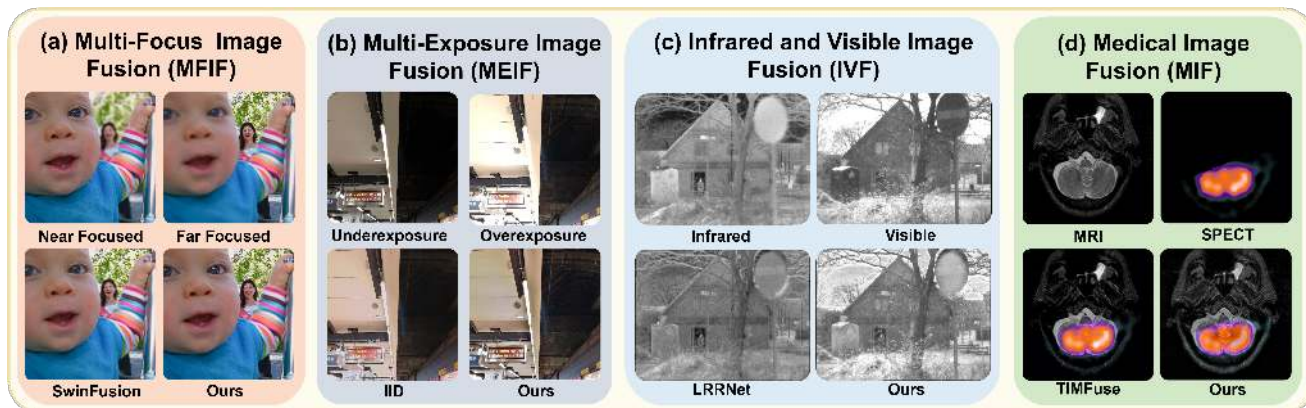 (a) Multi-Focus Image
Fusion (MFIF)
Near Focused
Far Focused
SwinFusion
Ours
(b) Multi-Exposure Image
Fusion (MEIF)
Underexposure
Overexposure
IID
Ours
(c) Infrared and Visible Image
Fusion (IVF)
Infrared
Visible
LRRNet
Ours
(d) Medical Image
Fusion (MIF)
MRI
SPECT
TIMFuse
Ours